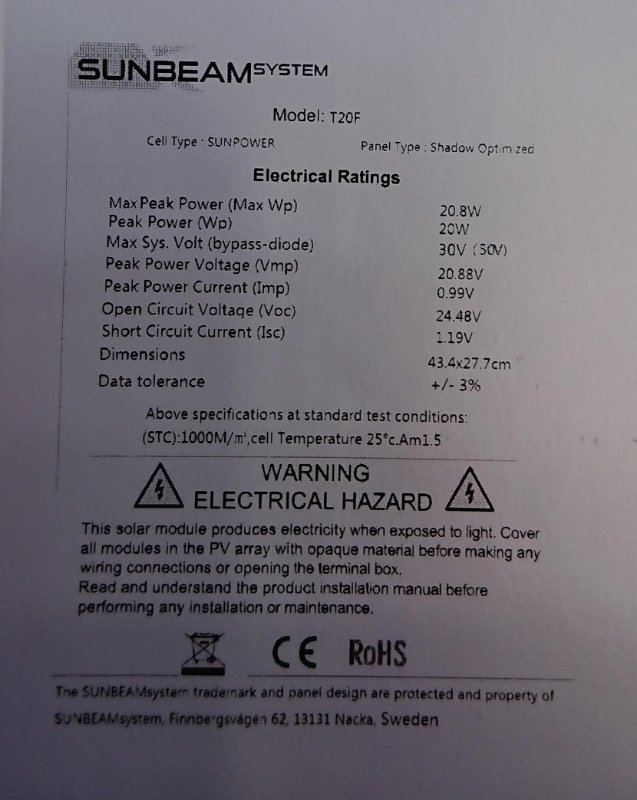 SUNBEAMSYSTEM
Model: T20F
Cell Type : SUNPOWER Panel Type : Shadow Optimized
Electrical Ratings
Max Peak Power (Max Wp) 20.8W
Peak Power (Wp) 20W
Max Sys. Volt (bypass-diode) 30V (50V)
Peak Power Voltage (Vmp) 20.88V
Peak Power Current (Imp) 0.99V
Open Circuit Voltage (Voc) 24.48V
Short Circuit Current (Isc) 1.19V
Dimensions 43.4x27.7cm
Data tolerance +/- 3%
Above specifications at standard test conditions:
(STC):1000M/㎡,cell Temperature 25°c.Am1.5
WARNING
ELECTRICAL HAZARD
This solar module produces electricity when exposed to light. Cover
all modules in the PV array with opaque material before making any
wiring connections or opening the terminal box.
Read and understand the product installation manual before
performing any installation or maintenance.
CE RoHS
The SUNBEAMsystem trademark and panel design are protected and property of
SUNBEAMsystem, Finnbergsvägen 62, 13131 Nacka, Sweden